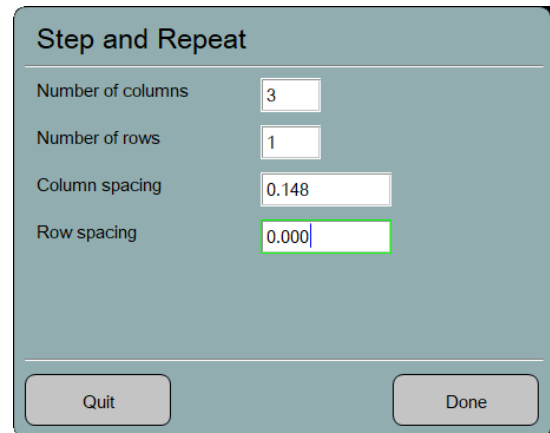 Step and Repeat
Number of columns 3
Number of rows 1
Column spacing 0.148
Row spacing 0.000
Quit Done